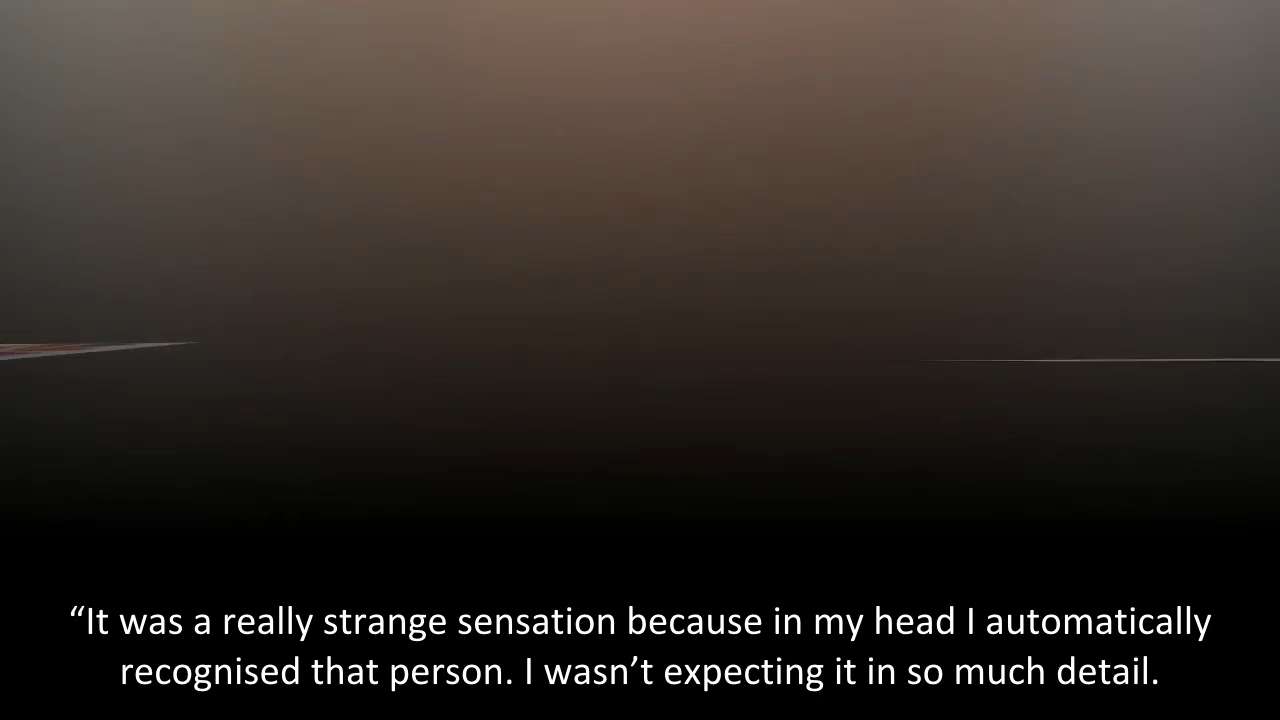 “It was a really strange sensation because in my head I automatically
recognised that person. I wasn’t expecting it in so much detail.